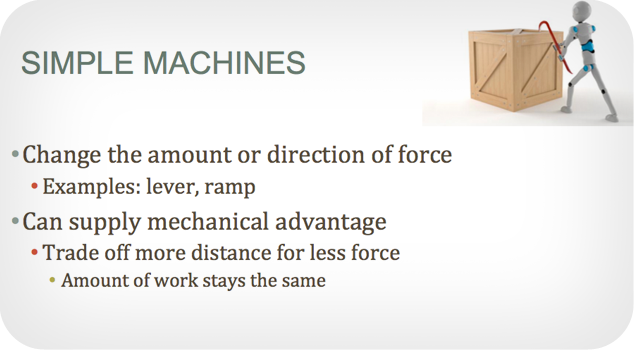 SIMPLE MACHINES
•Change the amount or direction of force
•Examples: lever, ramp
•Can supply mechanical advantage
•Trade off more distance for less force
•Amount of work stays the same